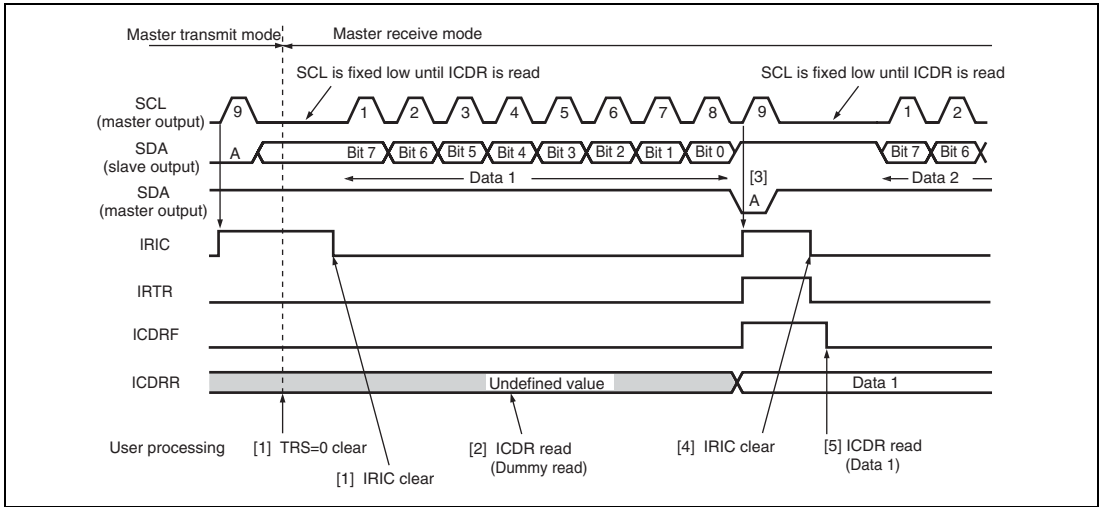 Master transmit mode
Master receive mode
SCL is fixed low until ICDR is read
SCL is fixed low until ICDR is read
SCL
(master output)
9
1
2
3
4
5
6
7
8
9
1
2
SDA
(slave output)
A
Bit 7
Bit 6
Bit 5
Bit 4
Bit 3
Bit 2
Bit 1
Bit 0
Bit 7
Bit 6
Data 1
[3]
Data 2
SDA
(master output)
A
IRIC
IRTR
ICDRF
ICDRR
Undefined value
Data 1
User processing
[1] TRS=0 clear
[1] IRIC clear
[2] ICDR read
(Dummy read)
[4] IRIC clear
[5] ICDR read
(Data 1)